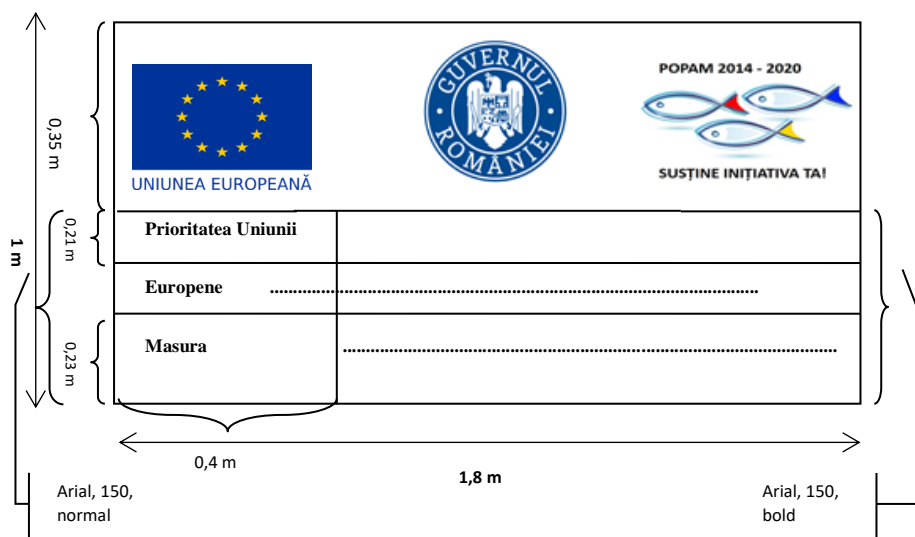 POPAM 2014 - 2020
GUVERNUL ROMÂNIEI
UNIUNEA EUROPEANĂ
SUSȚINE INIȚIATIVA TA!
0,35 m
1 m
0,21 m
Prioritatea Uniunii
Europene ................................................................
Masura ................................................................
0,23 m
0,4 m
1,8 m
Arial, 150,
normal
Arial, 150,
bold